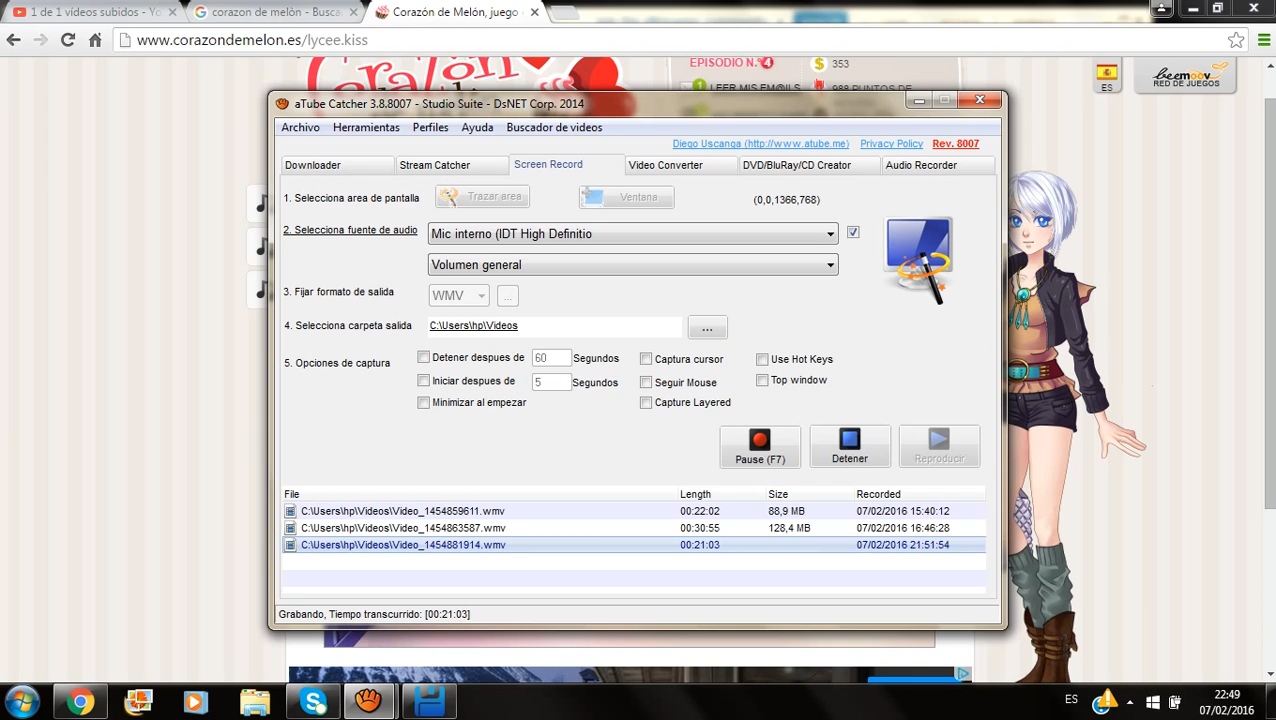 1 de 1 vídeos subidos - Yo
corazon de melòn - Busca
Corazón de Melón, juego
www.corazondemelon.es/lycee.kiss
Corazón
EPISODIO N.º4
353
LEER MIS EM@ILS
988 PUNTOS DE
ES
beemoov
RED DE JUEGOS
aTube Catcher 3.8.8007 - Studio Suite - DsNET Corp. 2014
Archivo Herramientas Perfiles Ayuda Buscador de videos
Diego Uscanga (http://www.atube.me) Privacy Policy Rev. 8007
Downloader Stream Catcher Screen Record Video Converter DVD/BluRay/CD Creator Audio Recorder
1. Selecciona area de pantalla Trazar area Ventana (0,0,1366,768)
2. Selecciona fuente de audio Mic interno (IDT High Definitio
Volumen general
3. Fijar formato de salida WMV ...
4. Selecciona carpeta salida C:\Users\hp\Videos ...
5. Opciones de captura Detener despues de 60 Segundos Captura cursor Use Hot Keys
Iniciar despues de 5 Segundos Seguir Mouse Top window
Minimizar al empezar Capture Layered
Pause (F7) Detener Reproducir
File Length Size Recorded
C:\Users\hp\Videos\Video_1454859611.wmv 00:22:02 88,9 MB 07/02/2016 15:40:12
C:\Users\hp\Videos\Video_1454863587.wmv 00:30:55 128,4 MB 07/02/2016 16:46:28
C:\Users\hp\Videos\Video_1454881914.wmv 00:21:03 07/02/2016 21:51:54
Grabando, Tiempo transcurrido: [00:21:03]
ES
22:49
07/02/2016